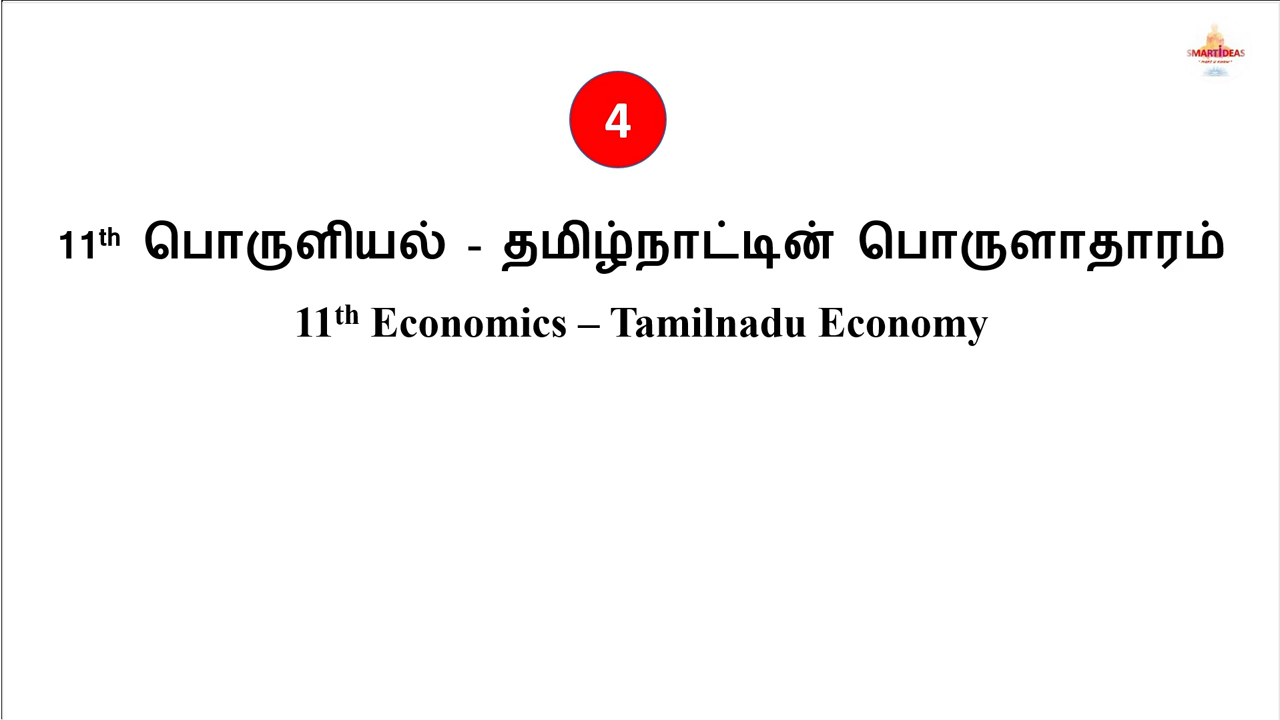 SMARTIDEAS
4
11th பொருளியல் - தமிழ்நாட்டின் பொருளாதாரம்
11th Economics – Tamilnadu Economy